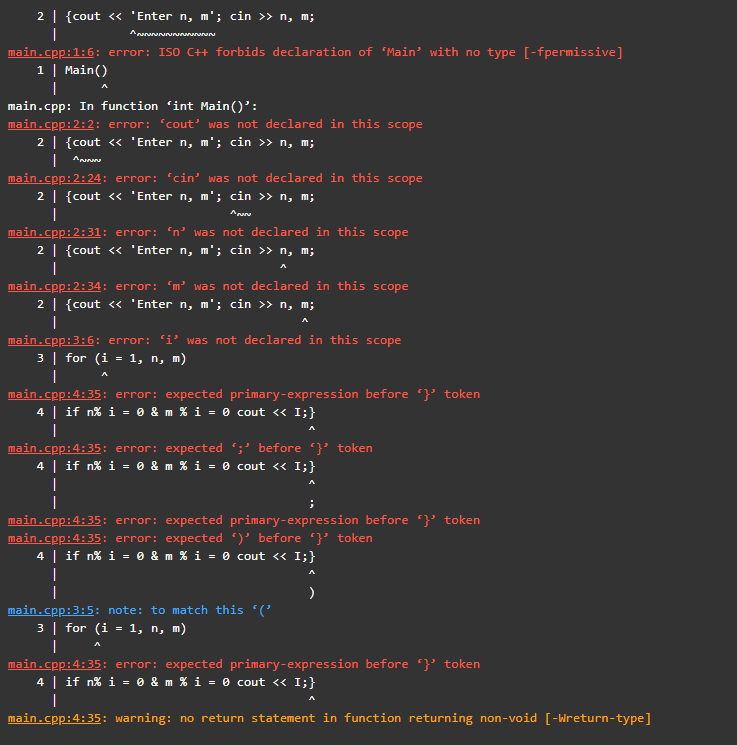 2 | {cout << 'Enter n, m'; cin >> n, m;
| ^~~~~~~~~~~~
main.cpp:1:6: error: ISO C++ forbids declaration of ‘Main’ with no type [-fpermissive]
1 | Main()
| ^
main.cpp: In function ‘int Main()’:
main.cpp:2:2: error: ‘cout’ was not declared in this scope
2 | {cout << 'Enter n, m'; cin >> n, m;
| ^~~~
main.cpp:2:24: error: ‘cin’ was not declared in this scope
2 | {cout << 'Enter n, m'; cin >> n, m;
| ^~~
main.cpp:2:31: error: ‘n’ was not declared in this scope
2 | {cout << 'Enter n, m'; cin >> n, m;
| ^
main.cpp:2:34: error: ‘m’ was not declared in this scope
2 | {cout << 'Enter n, m'; cin >> n, m;
| ^
main.cpp:3:6: error: ‘i’ was not declared in this scope
3 | for (i = 1, n, m)
| ^
main.cpp:4:35: error: expected primary-expression before ‘}’ token
4 | if n% i = 0 & m % i = 0 cout << I;}
| ^
main.cpp:4:35: error: expected ‘;’ before ‘}’ token
4 | if n% i = 0 & m % i = 0 cout << I;}
| ^
| ;
main.cpp:4:35: error: expected primary-expression before ‘}’ token
main.cpp:4:35: error: expected ‘)’ before ‘}’ token
4 | if n% i = 0 & m % i = 0 cout << I;}
| ^
| )
main.cpp:3:5: note: to match this ‘(’
3 | for (i = 1, n, m)
| ^
main.cpp:4:35: error: expected primary-expression before ‘}’ token
4 | if n% i = 0 & m % i = 0 cout << I;}
| ^
main.cpp:4:35: warning: no return statement in function returning non-void [-Wreturn-type]